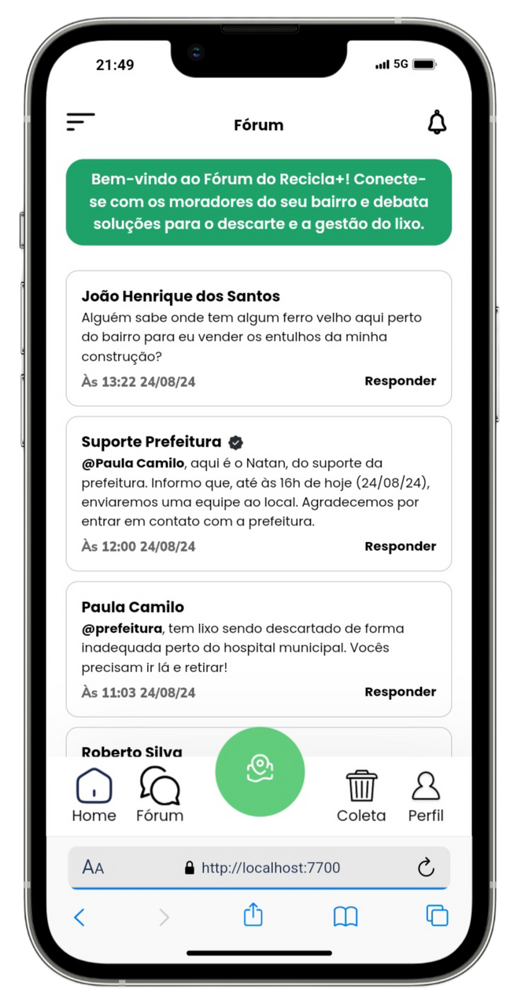 21:49
5G
Fórum
Bem-vindo ao Fórum do Recicla+! Conecte-
se com os moradores do seu bairro e debata
soluções para o descarte e a gestão do lixo.
João Henrique dos Santos
Alguém sabe onde tem algum ferro velho aqui perto
do bairro para eu vender os entulhos da minha
construção?
Às 13:22 24/08/24 Responder
Suporte Prefeitura
@Paula Camilo, aqui é o Natan, do suporte da
prefeitura. Informo que, até às 16h de hoje (24/08/24),
enviaremos uma equipe ao local. Agradecemos por
entrar em contato com a prefeitura.
Às 12:00 24/08/24 Responder
Paula Camilo
@prefeitura, tem lixo sendo descartado de forma
inadequada perto do hospital municipal. Vocês
precisam ir lá e retirar!
Às 11:03 24/08/24 Responder
Roberto Silva
Home Fórum Coleta Perfil
AA http://localhost:7700